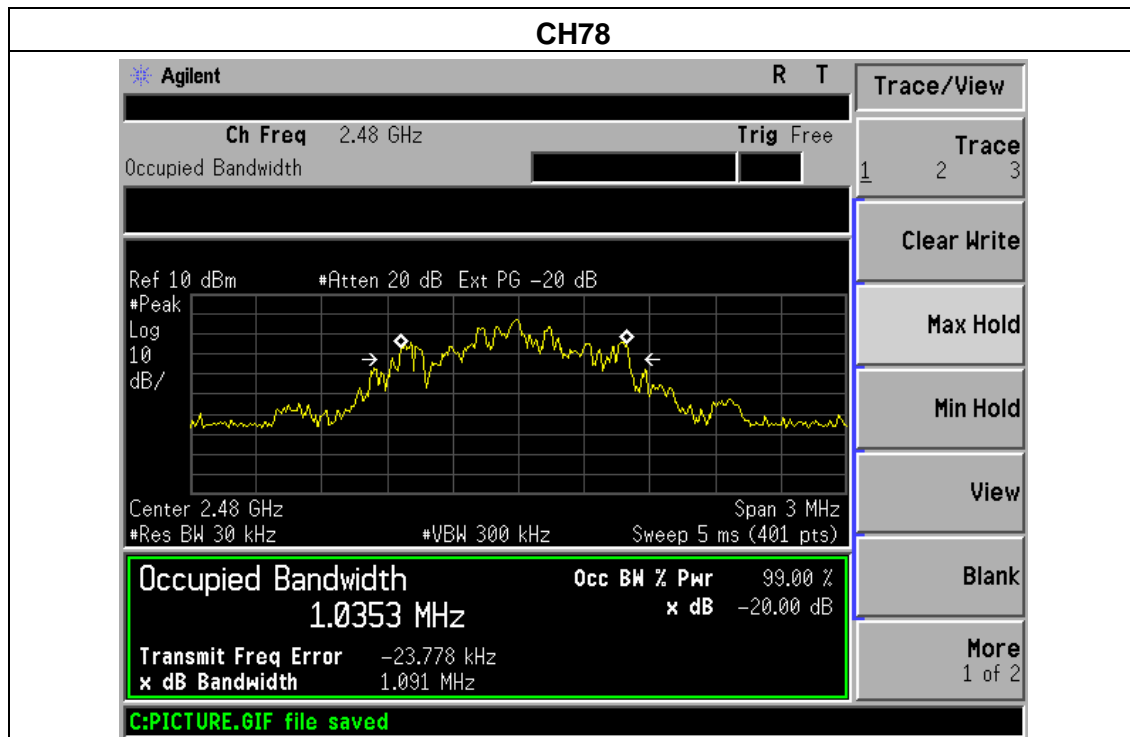 CH78
Agilent R T
Trace/View
Ch Freq 2.48 GHz Trig Free
Occupied Bandwidth
Trace
1 2 3
Clear Write
Max Hold
Min Hold
View
Blank
More
1 of 2
Ref 10 dBm #Atten 20 dB Ext PG -20 dB
#Peak
Log
10
dB/
Center 2.48 GHz Span 3 MHz
#Res BW 30 kHz #VBW 300 kHz Sweep 5 ms (401 pts)
Occupied Bandwidth Occ BW % Pwr 99.00 %
1.0353 MHz x dB -20.00 dB
Transmit Freq Error -23.778 kHz
x dB Bandwidth 1.091 MHz
C:PICTURE.GIF file saved